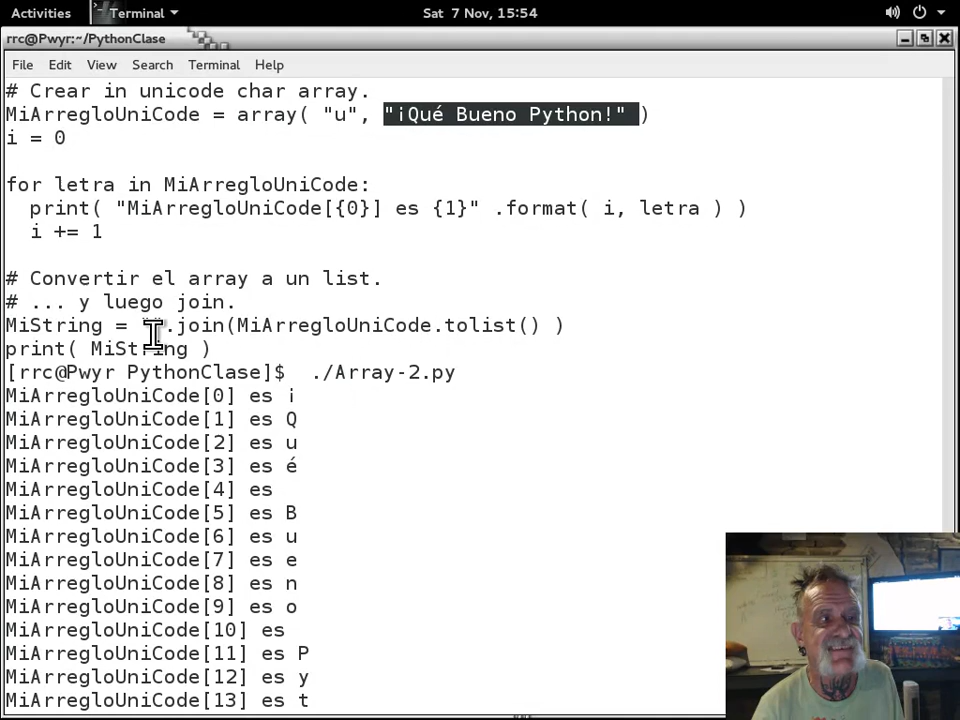 Activities Terminal Sat 7 Nov, 15:54
rrc@Pwyr:~/PythonClase
File Edit View Search Terminal Help
# Crear in unicode char array.
MiArregloUniCode = array( "u", "¡Qué Bueno Python!" )
i = 0
for letra in MiArregloUniCode:
print( "MiArregloUniCode[{0}] es {1}" .format( i, letra ) )
i += 1
# Convertir el array a un list.
# ... y luego join.
MiString = "".join(MiArregloUniCode.tolist() )
print( MiString )
[rrc@Pwyr PythonClase]$ ./Array-2.py
MiArregloUniCode[0] es ¡
MiArregloUniCode[1] es Q
MiArregloUniCode[2] es u
MiArregloUniCode[3] es é
MiArregloUniCode[4] es
MiArregloUniCode[5] es B
MiArregloUniCode[6] es u
MiArregloUniCode[7] es e
MiArregloUniCode[8] es n
MiArregloUniCode[9] es o
MiArregloUniCode[10] es
MiArregloUniCode[11] es P
MiArregloUniCode[12] es y
MiArregloUniCode[13] es t